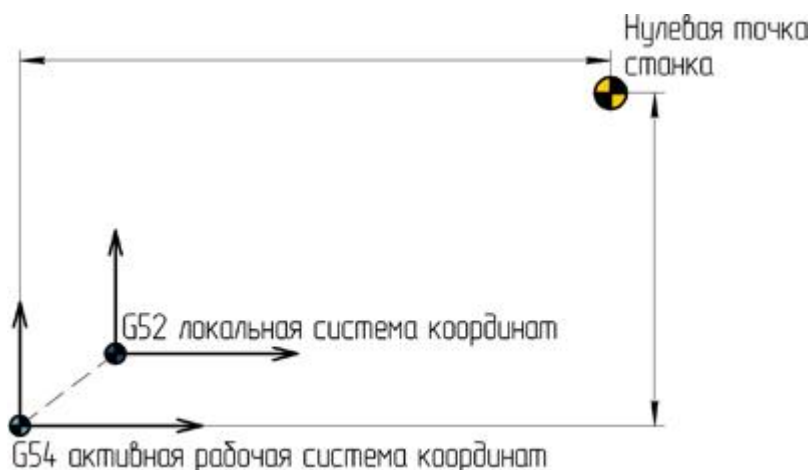 Нулевая точка
станка
G52 локальная система координат
G54 активная рабочая система координат